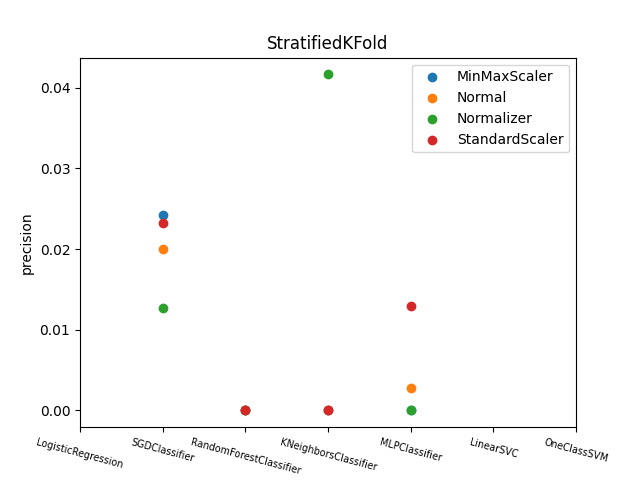 StratifiedKFold
MinMaxScaler
Normal
Normalizer
StandardScaler
precision
0.04
0.03
0.02
0.01
0.00
LogisticRegression
SGDClassifier
RandomForestClassifier
KNeighborsClassifier
MLPClassifier
LinearSVC
OneClassSVM